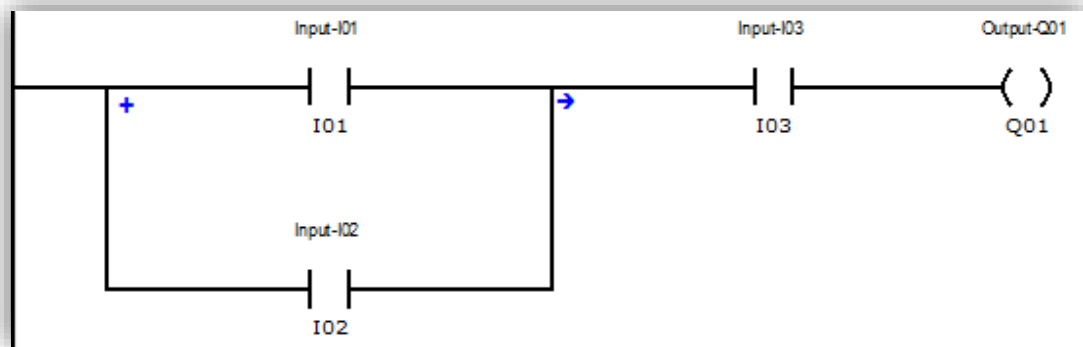 Input-I01
Input-I03
Output-Q01
I01
I03
Q01
Input-I02
I02